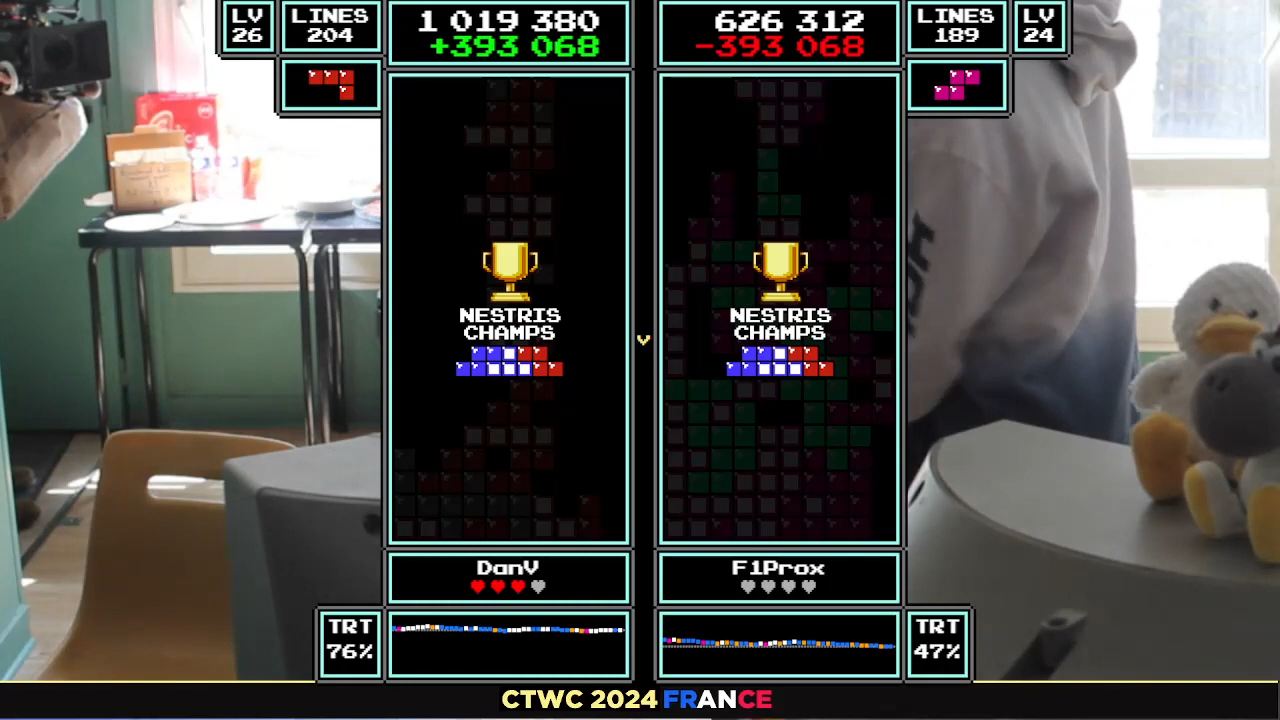 LV
26
LINES
204
1 019 380
+393 068
626 312
-393 068
LINES
189
LV
24
NESTRIS
CHAMPS
NESTRIS
CHAMPS
DanV
F1Prox
TRT
76%
TRT
47%
CTWC 2024 FRANCE